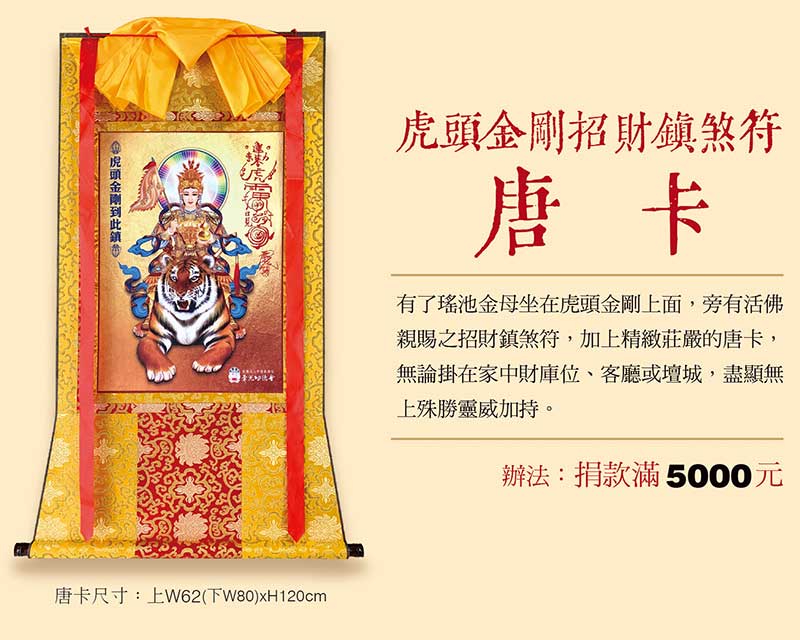 虎頭金剛招財鎮煞符
唐卡
有了瑤池金母坐在虎頭金剛上面，旁有活佛
親賜之招財鎮煞符，加上精緻莊嚴的唐卡，
無論掛在家中財庫位、客廳或壇城，盡顯無
上殊勝靈威加持。
辦法：捐款滿5000元
虎頭金剛到此鎮
唐卡尺寸：上W62(下W80)xH120cm